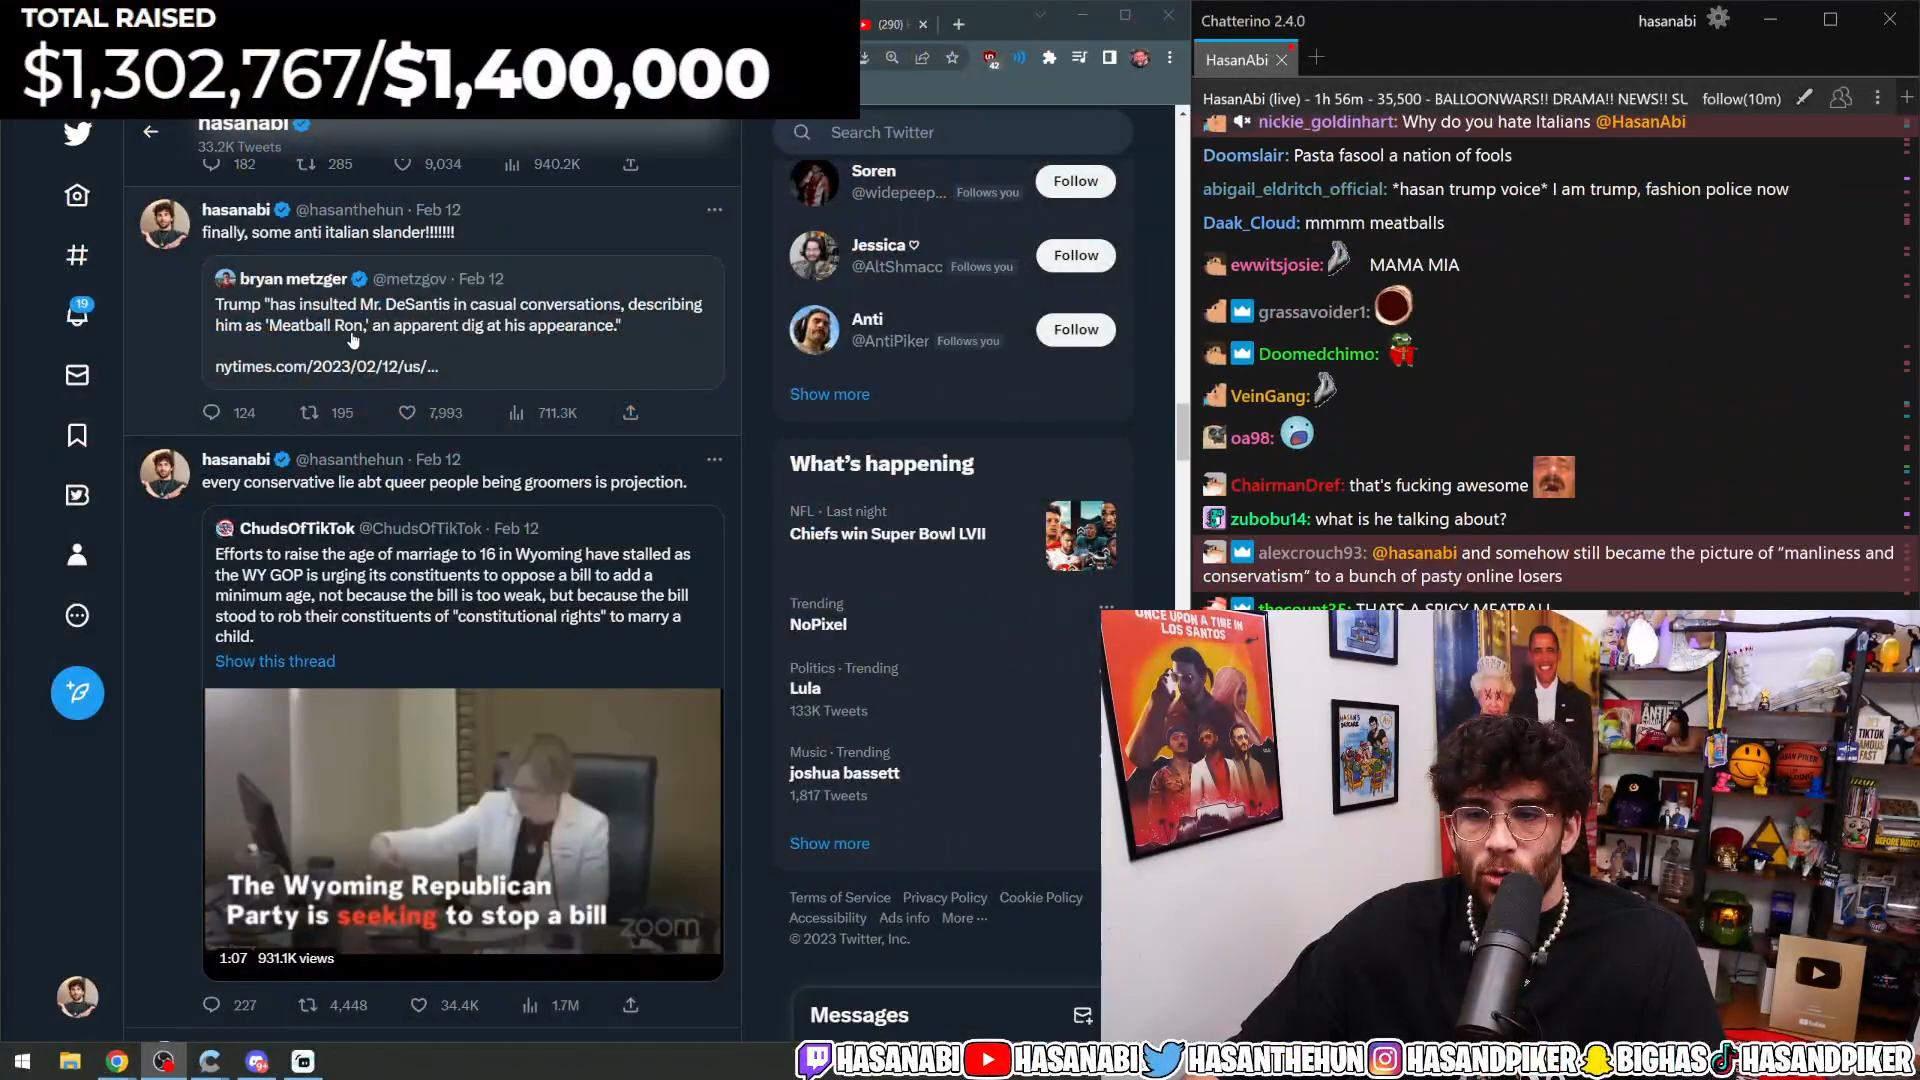 TOTAL RAISED
$1,302,767/$1,400,000
(290)
42
Chatterino 2.4.0
hasanabi
HasanAbi
HasanAbi (live) - 1h 56m - 35,500 - BALLOONWARS!! DRAMA!! NEWS!! SU
follow(10m)
nickie_goldinhart: Why do you hate Italians @HasanAbi
Doomslair: Pasta fasool a nation of fools
abigail_eldritch_official: *hasan trump voice* I am trump, fashion police now
Daak_Cloud: mmmm meatballs
ewwitsjosie: MAMA MIA
grassavoider1:
Doomedchimo:
VeinGang:
oa98:
ChairmanDref: that's fucking awesome
zubobu14: what is he talking about?
alexcrouch93: @hasanabi and somehow still became the picture of “manliness and
conservatism” to a bunch of pasty online losers
thecount35: THATS A SPICY MEATBALL
hasanabi
33.2K Tweets
182 285 9,034 940.2K
hasanabi @hasanthehun · Feb 12
finally, some anti italian slander!!!!!!!
bryan metzger @metzgov · Feb 12
Trump "has insulted Mr. DeSantis in casual conversations, describing
him as 'Meatball Ron,' an apparent dig at his appearance."
nytimes.com/2023/02/12/us/...
124 195 7,993 711.3K
hasanabi @hasanthehun · Feb 12
every conservative lie abt queer people being groomers is projection.
ChudsOfTikTok @ChudsOfTikTok · Feb 12
Efforts to raise the age of marriage to 16 in Wyoming have stalled as
the WY GOP is urging its constituents to oppose a bill to add a
minimum age, not because the bill is too weak, but because the bill
stood to rob their constituents of "constitutional rights" to marry a
child.
Show this thread
The Wyoming Republican
Party is seeking to stop a bill
zoom
1:07 931.1K views
227 4,448 34.4K 1.7M
19
Search Twitter
Soren
@widepeep... Follows you
Follow
Jessica
@AltShmacc Follows you
Follow
Anti
@AntiPiker Follows you
Follow
Show more
What's happening
NFL · Last night
Chiefs win Super Bowl LVII
Trending
NoPixel
Politics · Trending
Lula
133K Tweets
Music · Trending
joshua bassett
1,817 Tweets
Show more
Terms of Service Privacy Policy Cookie Policy
Accessibility Ads info More ···
© 2023 Twitter, Inc.
Messages
ONCE UPON A TIME IN
LOS SANTOS
HASANABI HASANABI HASANTHEHUN HASANDPIKER BIGHAS HASANDPIKER